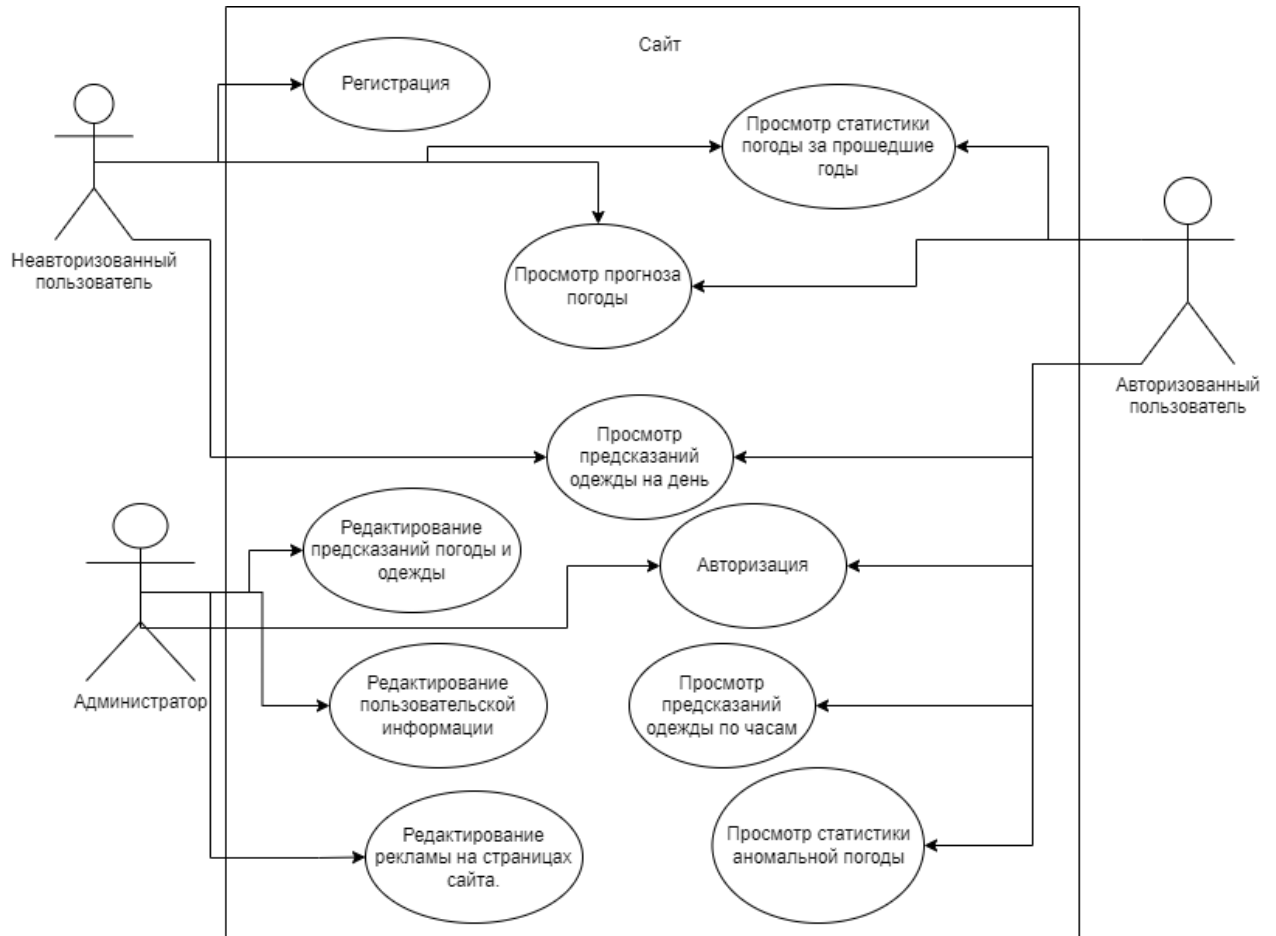 Сайт
Регистрация
Просмотр статистики
погоды за прошедшие
годы
Неавторизованный
пользователь
Просмотр прогноза
погоды
Авторизованный
пользователь
Просмотр
предсказаний
одежды на день
Редактирование
предсказаний погоды и
одежды
Авторизация
Администратор
Редактирование
пользовательской
информации
Просмотр
предсказаний
одежды по часам
Редактирование
рекламы на страницах
сайта.
Просмотр статистики
аномальной погоды